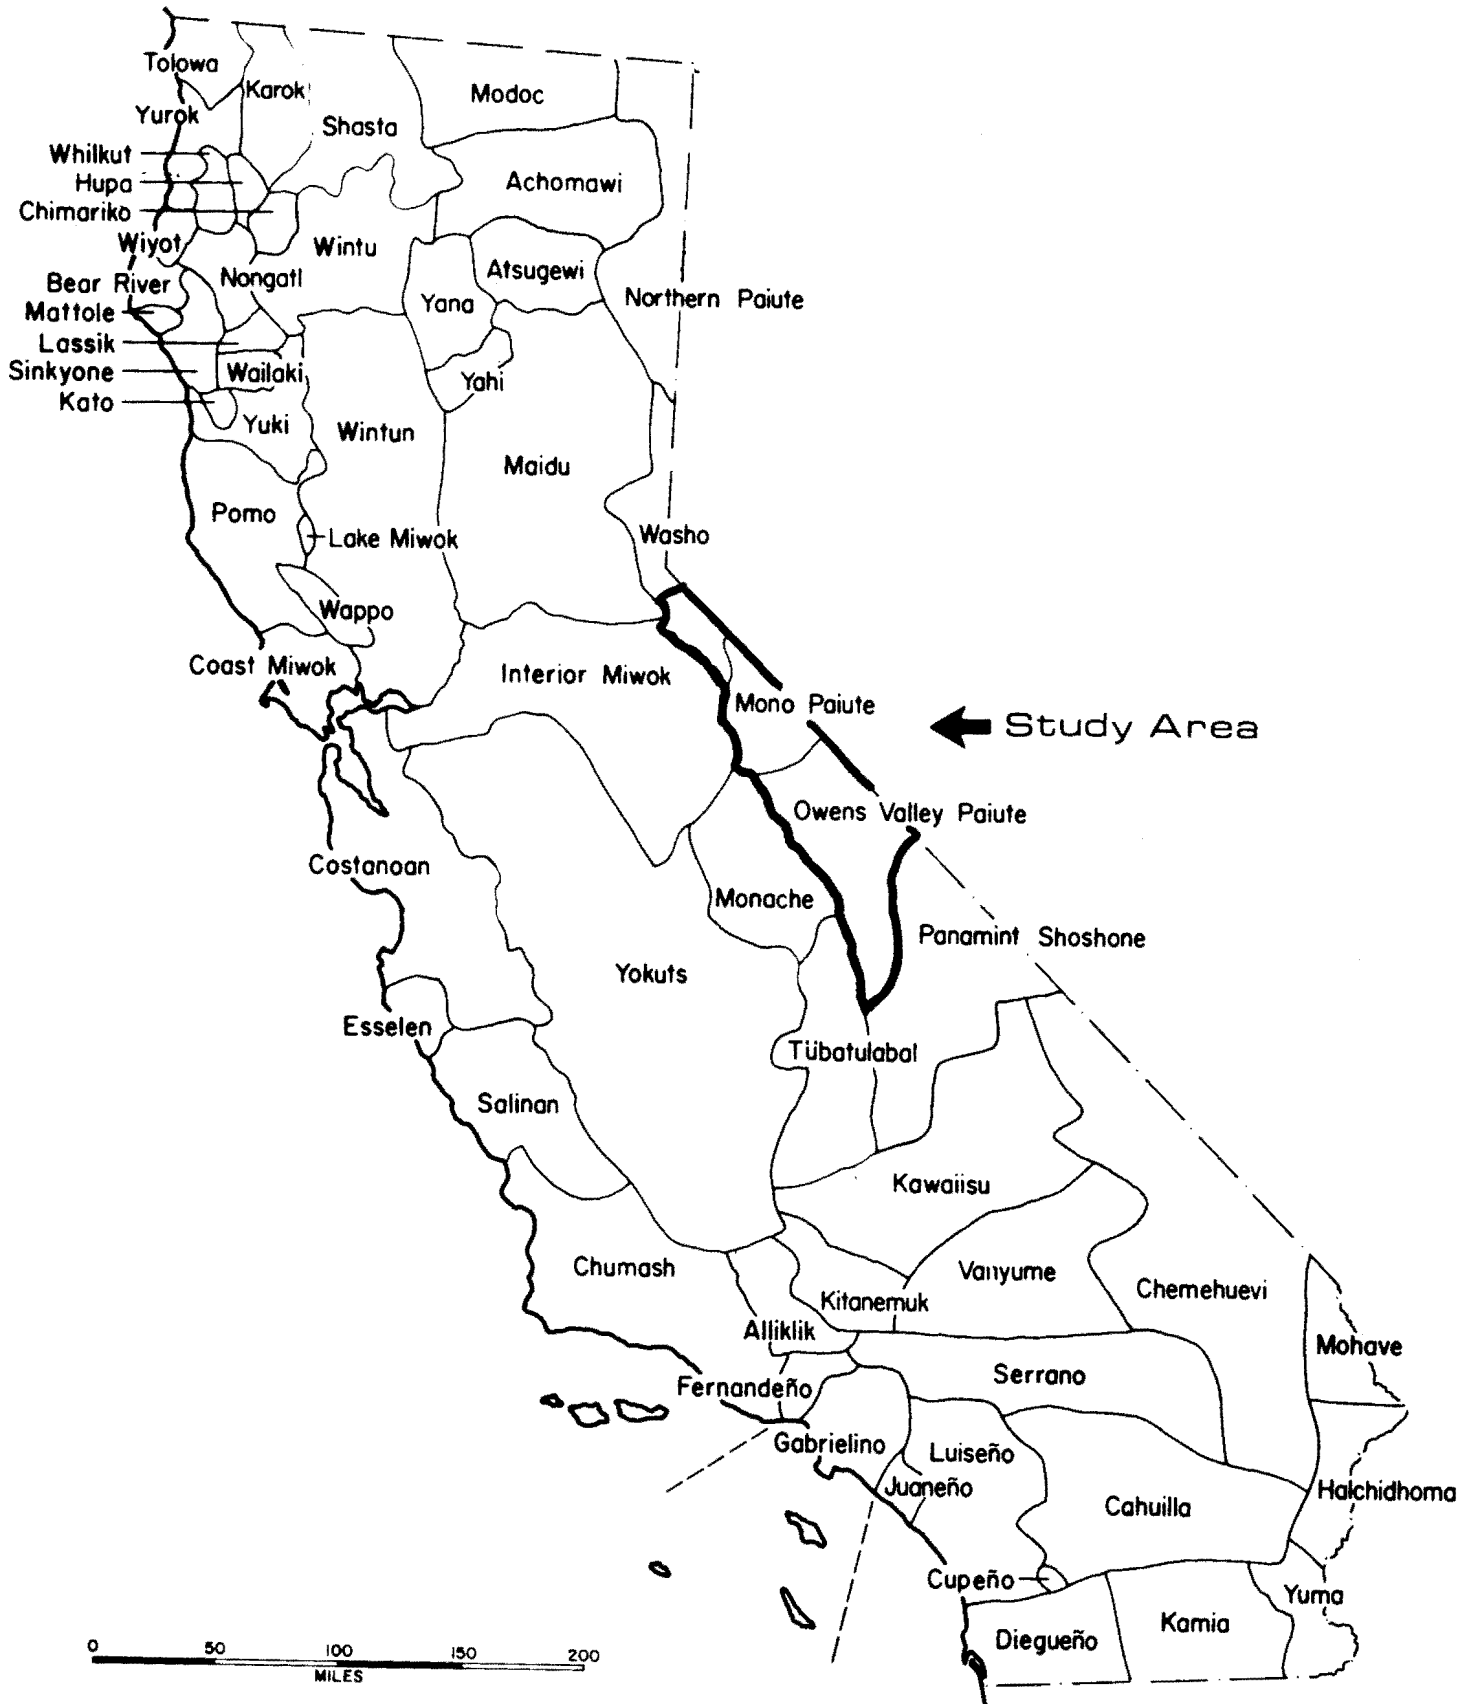 Tolowa
Karok
Modoc
Yurok
Shasta
Whilkut
Hupa
Achomawi
Chimariko
Wiyot
Wintu
Bear River
Nongatl
Atsugewi
Mattole
Yana
Northern Paiute
Lassik
Sinkyone
Wailaki
Yahi
Kato
Yuki
Wintun
Maidu
Pomo
Lake Miwok
Washo
Wappo
Coast Miwok
Interior Miwok
Mono Paiute
Study Area
Owens Valley Paiute
Costanoan
Monache
Panamint Shoshone
Yokuts
Esselen
Tübatulabal
Salinan
Kawaiisu
Chumash
Vanyume
Chemehuevi
Kitanemuk
Alliklik
Mohave
Serrano
Fernandeño
Gabrielino
Luiseño
Juaneño
Halchidhoma
Cahuilla
Cupeño
Yuma
Kamia
Diegueño
0 50 100 150 200
MILES